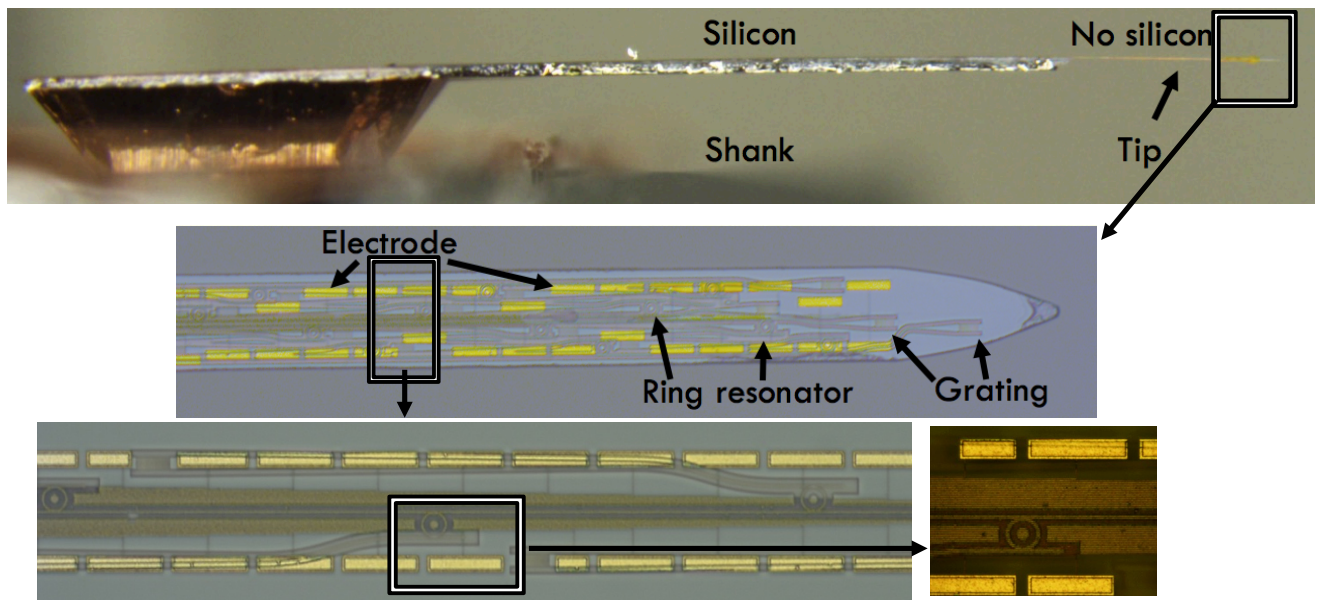 Silicon
No silicon
Shank
Tip
Electrode
Ring resonator
Grating